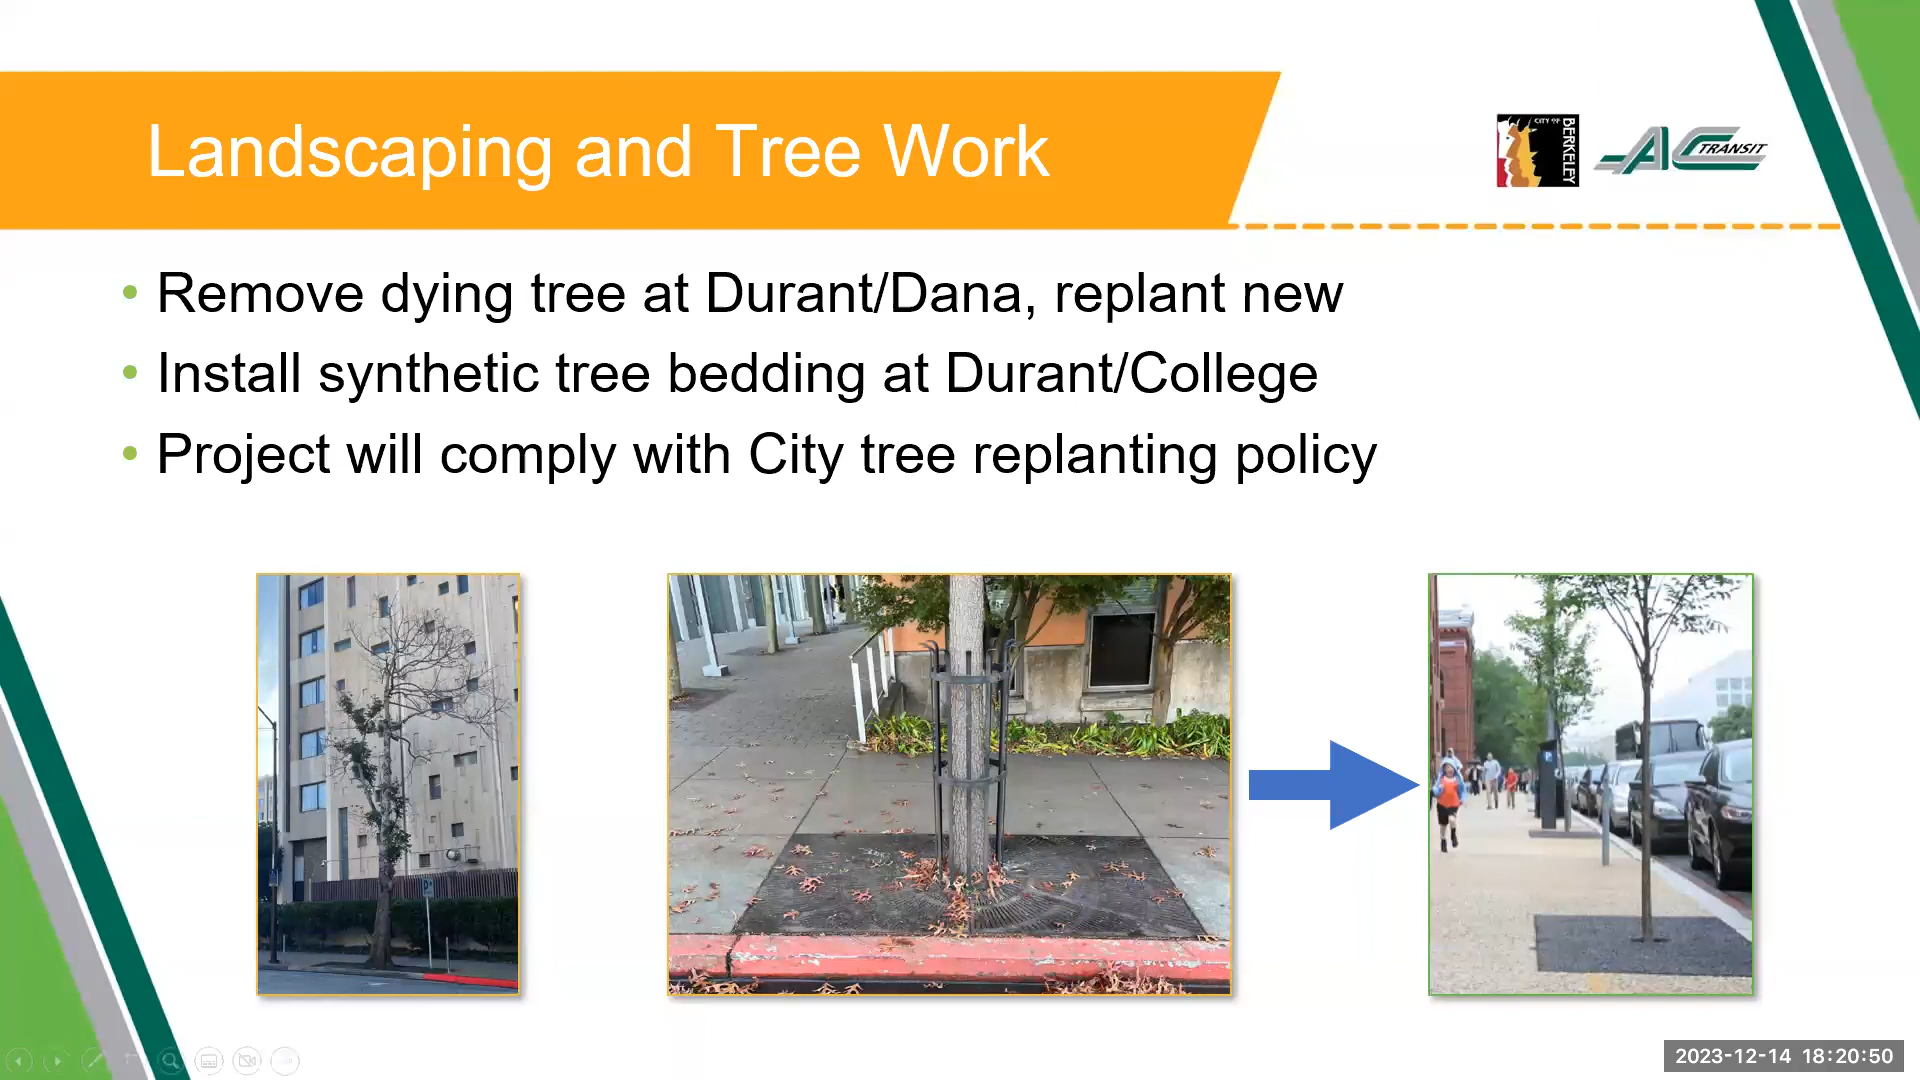 Landscaping and Tree Work
CITY OF
BERKELEY
AC TRANSIT
• Remove dying tree at Durant/Dana, replant new
• Install synthetic tree bedding at Durant/College
• Project will comply with City tree replanting policy
2023-12-14 18:20:50